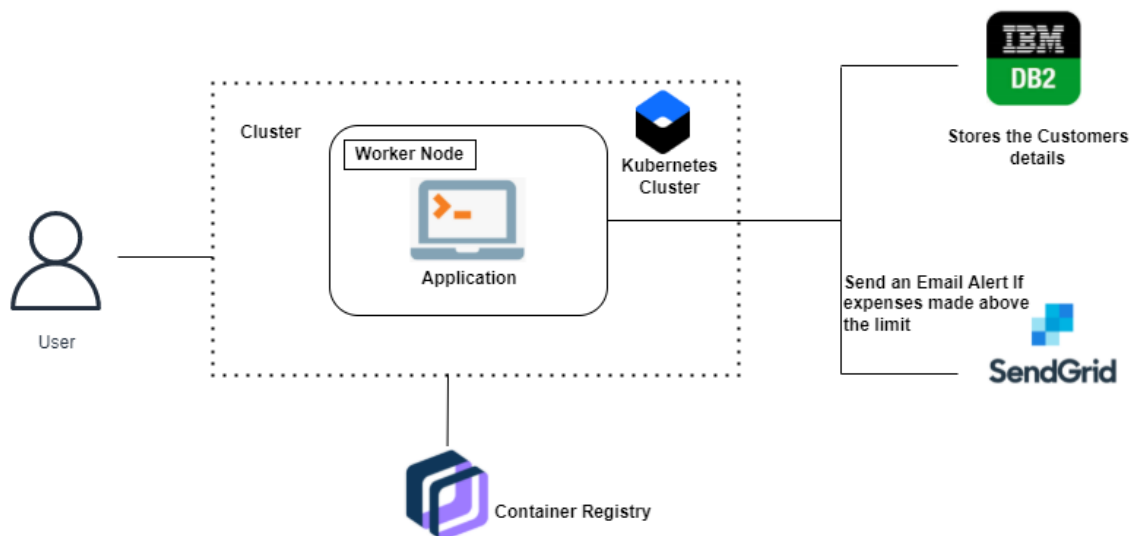 IBM
DB2
Stores the Customers
details
Cluster
Worker Node
Kubernetes
Cluster
Application
User
Send an Email Alert If
expenses made above
the limit
SendGrid
Container Registry